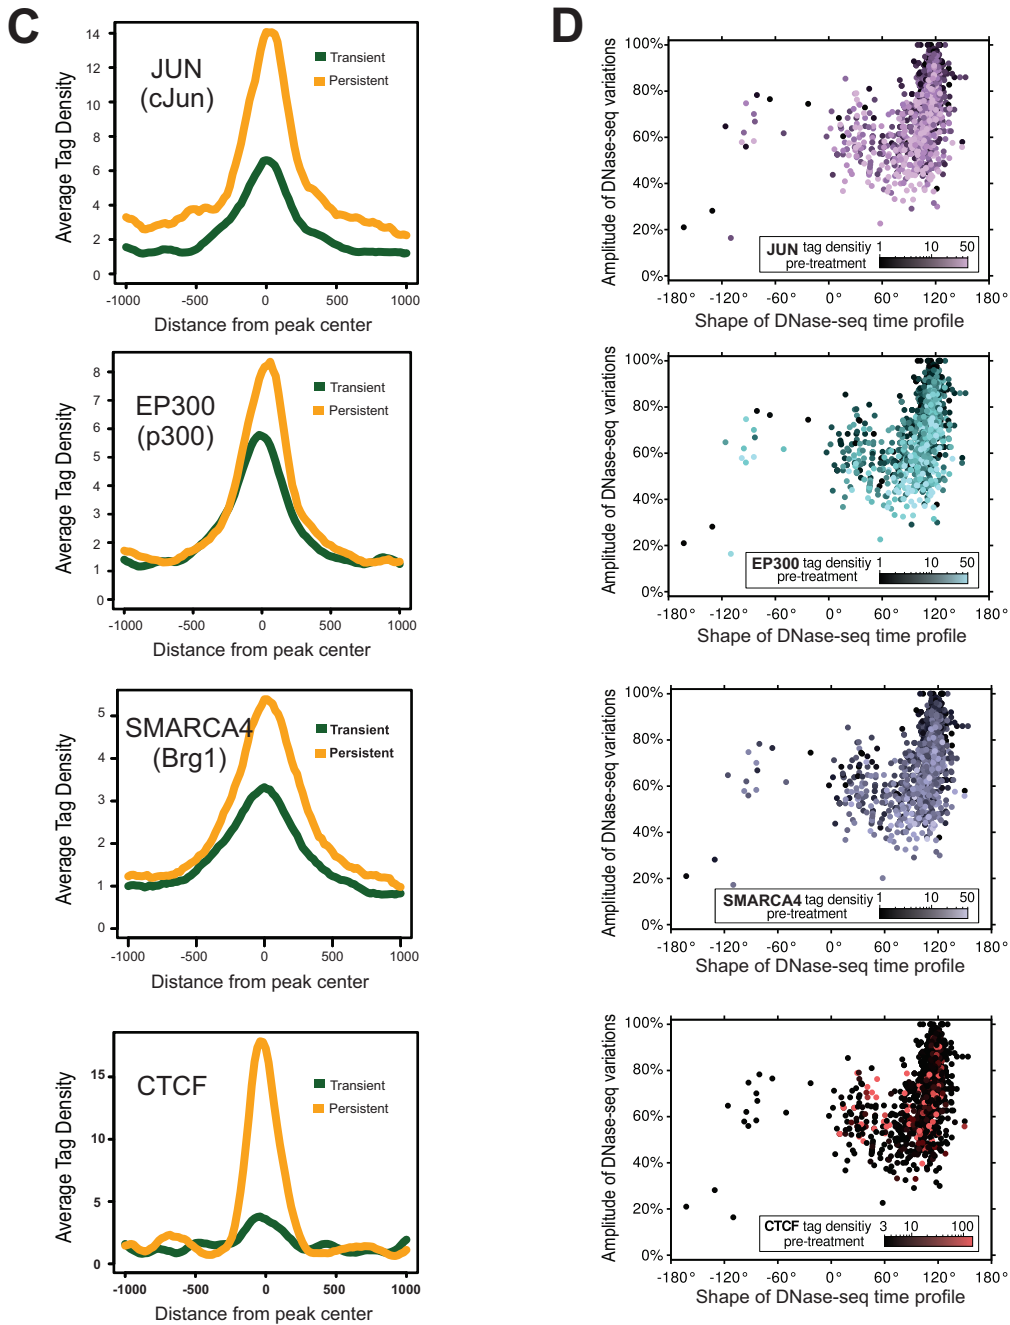 C
14
12
10
8
6
4
2
0
Average Tag Density
JUN
(cJun)
Transient
Persistent
-1000
-500
0
500
1000
Distance from peak center
8
7
6
5
4
3
2
1
0
Average Tag Density
EP300
(p300)
Transient
Persistent
-1000
-500
0
500
1000
Distance from peak center
5
4
3
2
1
0
Average Tag Density
SMARCA4
(Brg1)
Transient
Persistent
-1000
-500
0
500
1000
Distance from peak center
15
10
5
0
Average Tag Density
CTCF
Transient
Persistent
-1000
-500
0
500
1000
Distance from peak center
D
100%
80%
60%
40%
20%
0%
Amplitude of DNase-seq variations
JUN tag densitiy 1 10 50
pre-treatment
-180° -120° -60° 0° 60° 120° 180°
Shape of DNase-seq time profile
100%
80%
60%
40%
20%
0%
Amplitude of DNase-seq variations
EP300 tag densitiy 1 10 50
pre-treatment
-180° -120° -60° 0° 60° 120° 180°
Shape of DNase-seq time profile
100%
80%
60%
40%
20%
0%
Amplitude of DNase-seq variations
SMARCA4 tag densitiy 1 10 50
pre-treatment
-180° -120° -60° 0° 60° 120° 180°
Shape of DNase-seq time profile
100%
80%
60%
40%
20%
0%
Amplitude of DNase-seq variations
CTCF tag densitiy 3 10 100
pre-treatment
-180° -120° -60° 0° 60° 120° 180°
Shape of DNase-seq time profile